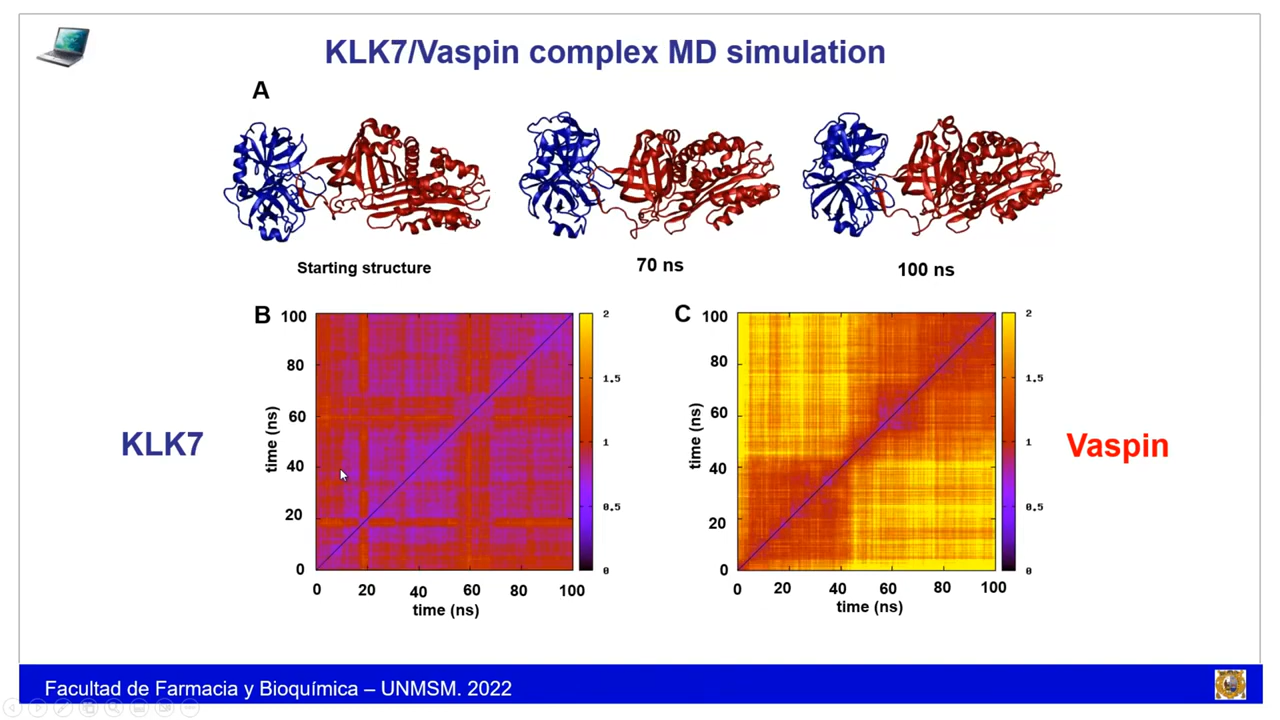 KLK7/Vaspin complex MD simulation
A
Starting structure
70 ns
100 ns
B
100
80
60
40
20
0
time (ns)
0 20 40 60 80 100
time (ns)
2
1.5
1
0.5
0
KLK7
C
100
80
60
40
20
0
time (ns)
0 20 40 60 80 100
time (ns)
2
1.5
1
0.5
0
Vaspin
Facultad de Farmacia y Bioquímica – UNMSM. 2022